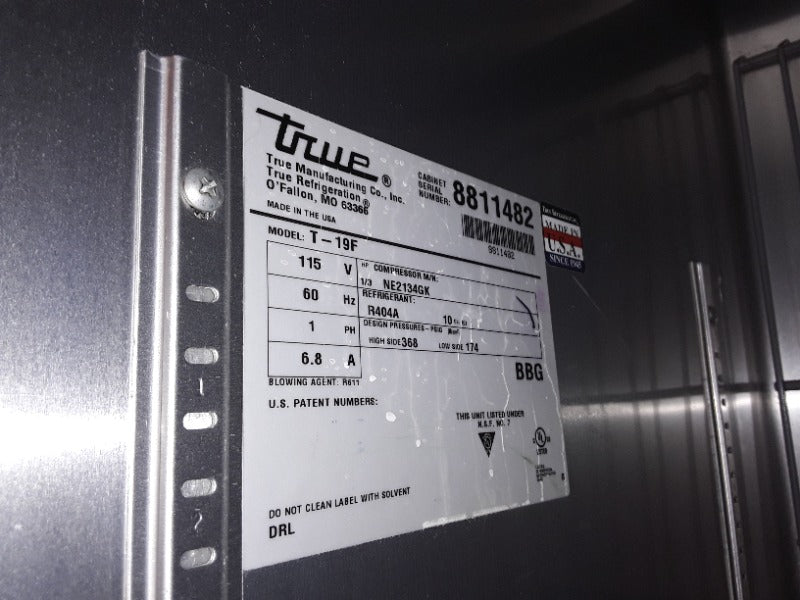 true®
True Manufacturing Co., Inc.
True Refrigeration®
O'Fallon, MO 63366
MADE IN THE USA
CABINET
SERIAL
NUMBER: 8811482
8811482
MADE IN
U.S.A.
SINCE 1945
MODEL: T-19F
115 V
60 Hz
1 PH
6.8 A
HP COMPRESSOR M/N:
1/3 NE2134GK
REFRIGERANT:
R404A 10
DESIGN PRESSURES - PSIG
HIGH SIDE 368 LOW SIDE 174
BLOWING AGENT: R611
BBG
U.S. PATENT NUMBERS:
THIS UNIT LISTED UNDER
N.S.F. NO. 7
UL
LISTED
DO NOT CLEAN LABEL WITH SOLVENT
DRL